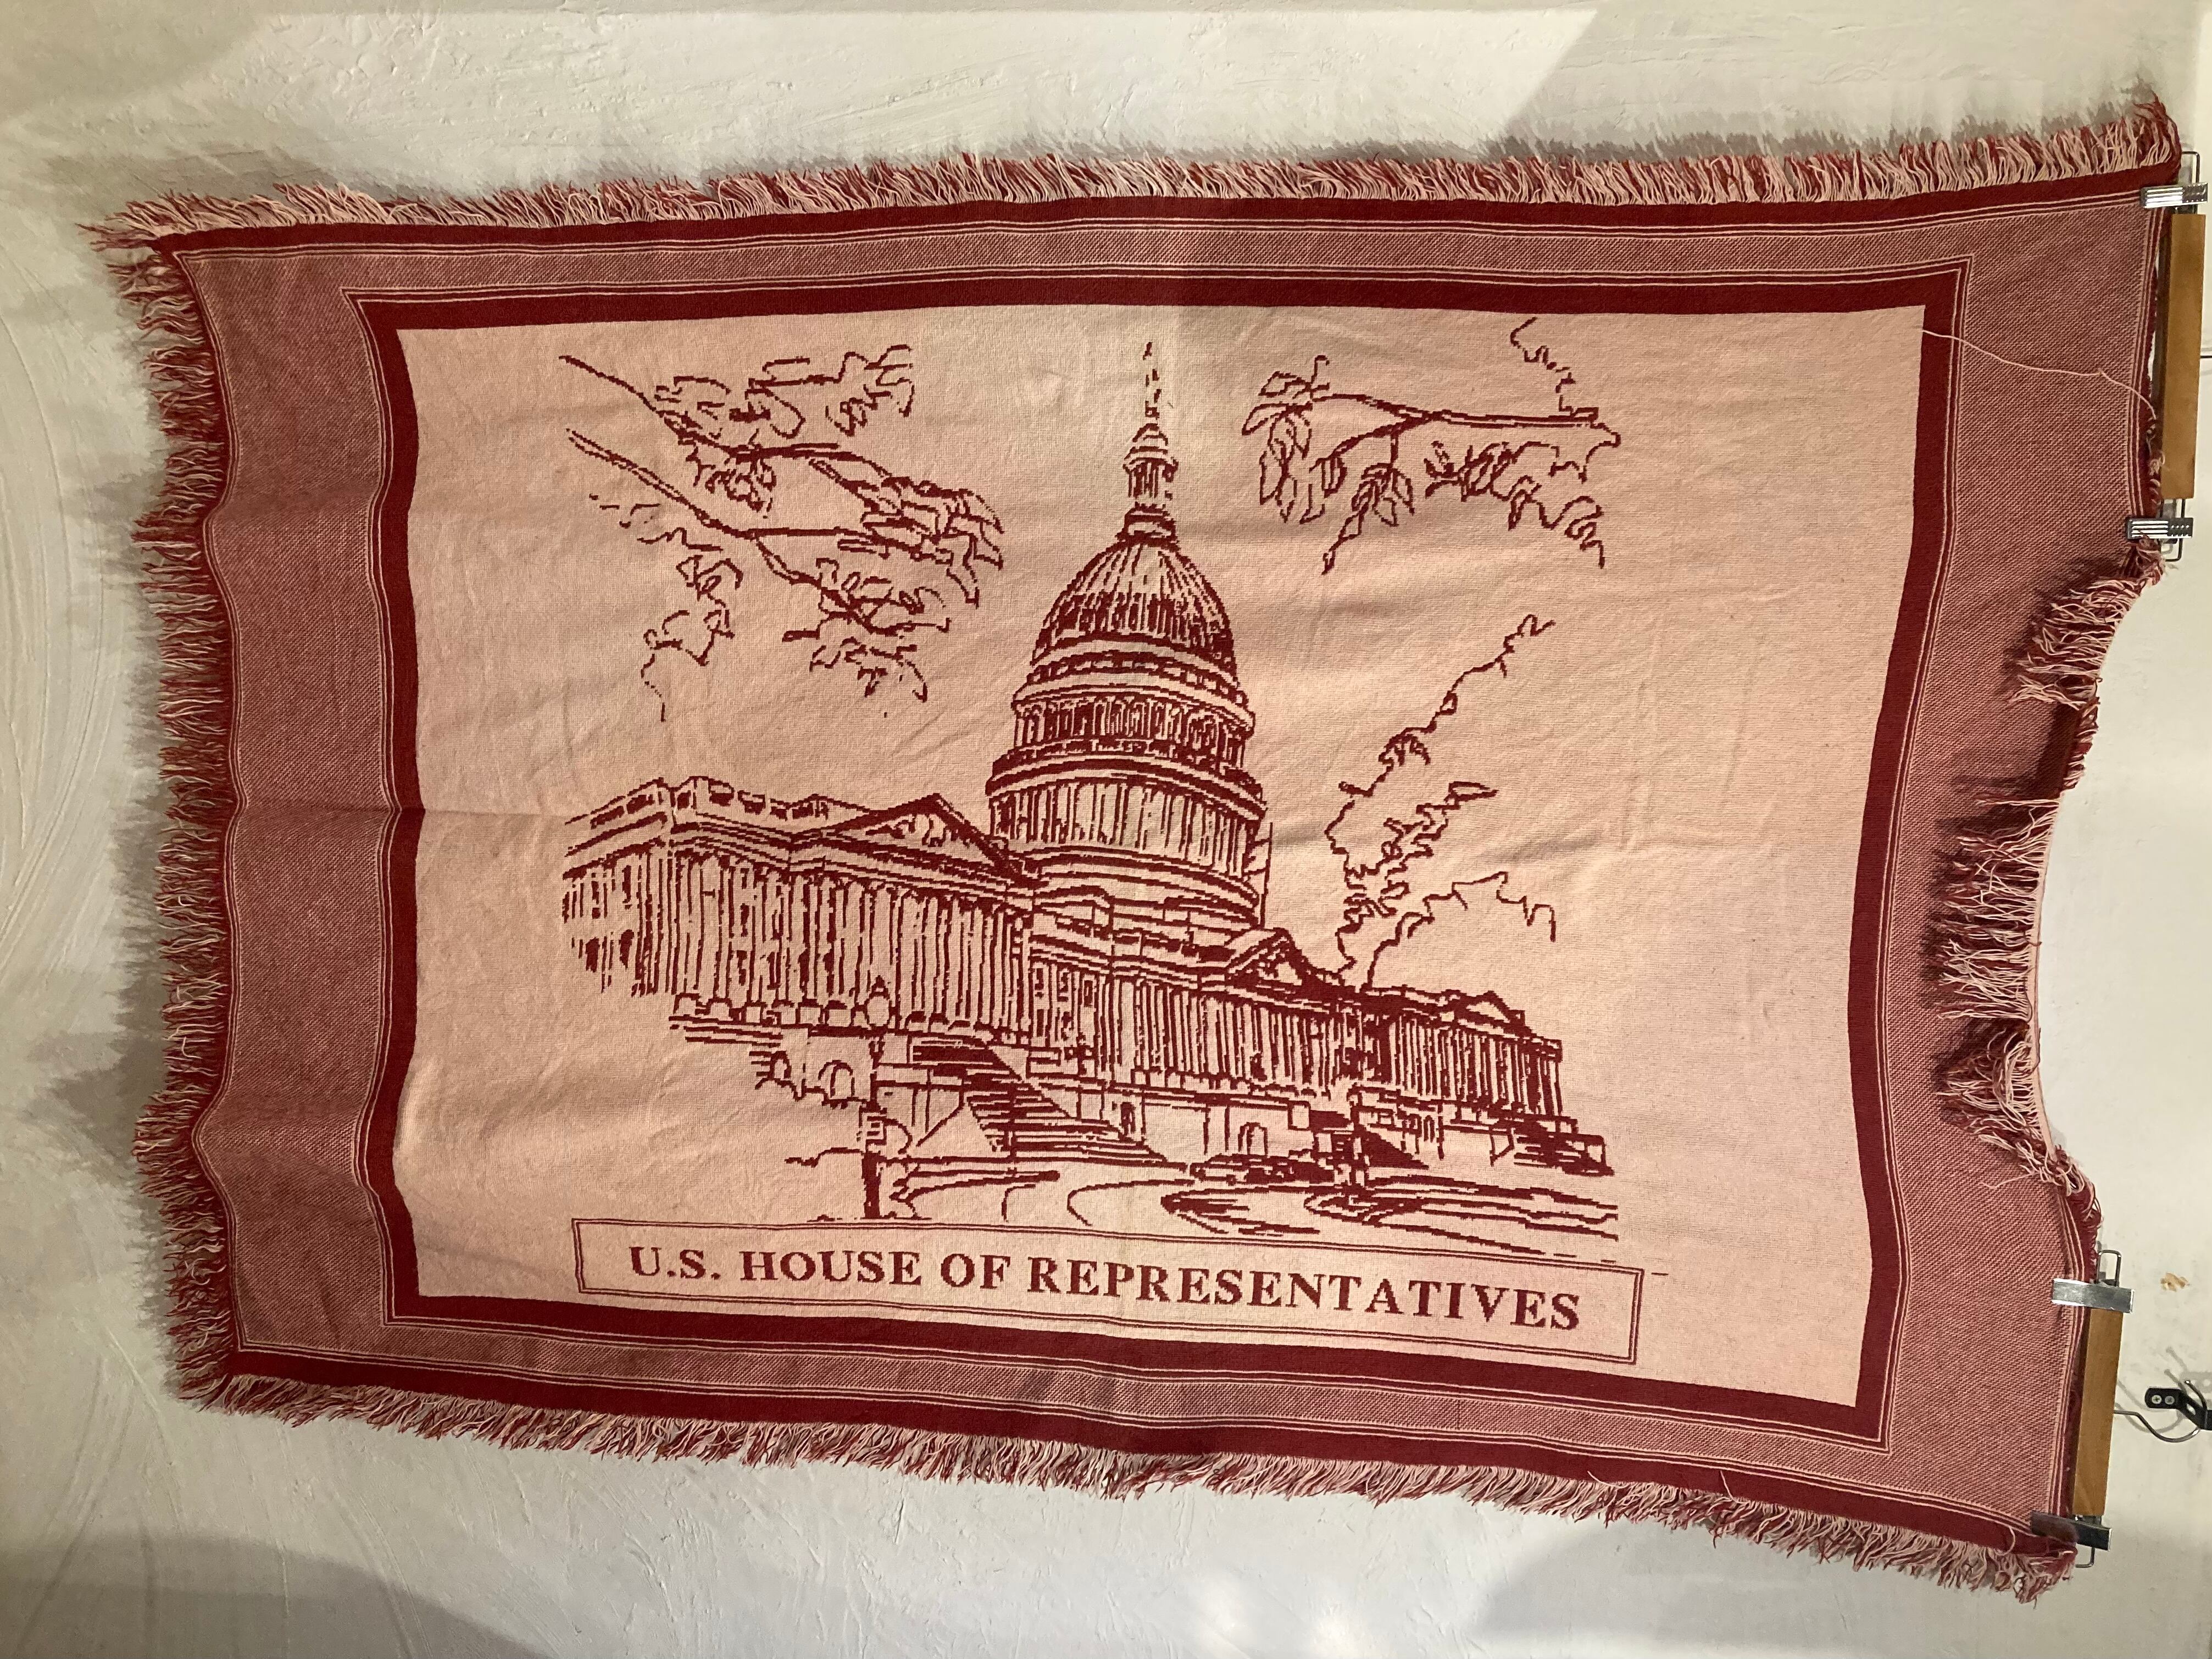 U.S. HOUSE OF REPRESENTATIVES